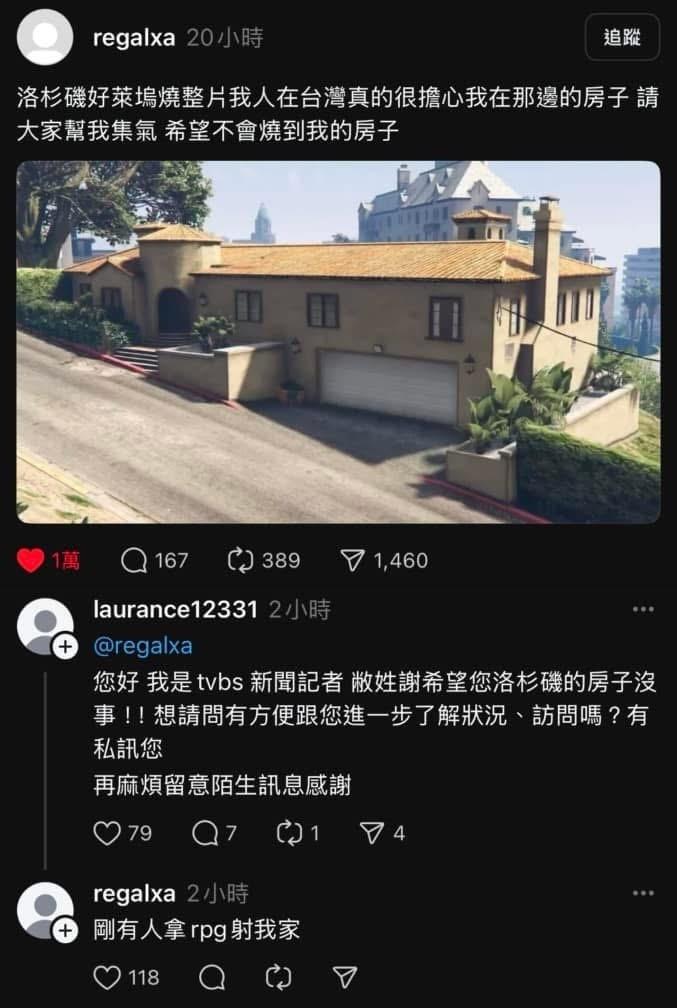 regalxa 20小時
追蹤
洛杉磯好萊塢燒整片我人在台灣真的很擔心我在那邊的房子 請
大家幫我集氣 希望不會燒到我的房子
1萬 167 389 1,460
laurance12331 2小時
@regalxa
您好 我是 tvbs 新聞記者 敝姓謝希望您洛杉磯的房子沒
事!! 想請問有方便跟您進一步了解狀況、訪問嗎?有
私訊您
再麻煩留意陌生訊息感謝
79 7 1 4
regalxa 2小時
剛有人拿 rpg 射我家
118